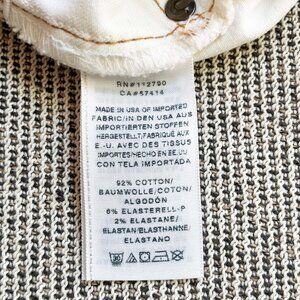 RN#112790
CA#57414
MADE IN USA OF IMPORTED
FABRIC/IN DEN USA AUS
IMPORTIERTEN STOFFEN
HERGESTELLT/FABRIQUÉ AUX
É.-U. AVEC DES TISSUS
IMPORTÉS/HECHO EN EE.UU
CON TELA IMPORTADA
92% COTTON/
BAUMWOLLE/COTON/
ALGODÓN
6% ELASTERELL-P
2% ELASTANE/
ELASTAN/ÉLASTHANNE/
ELASTANO